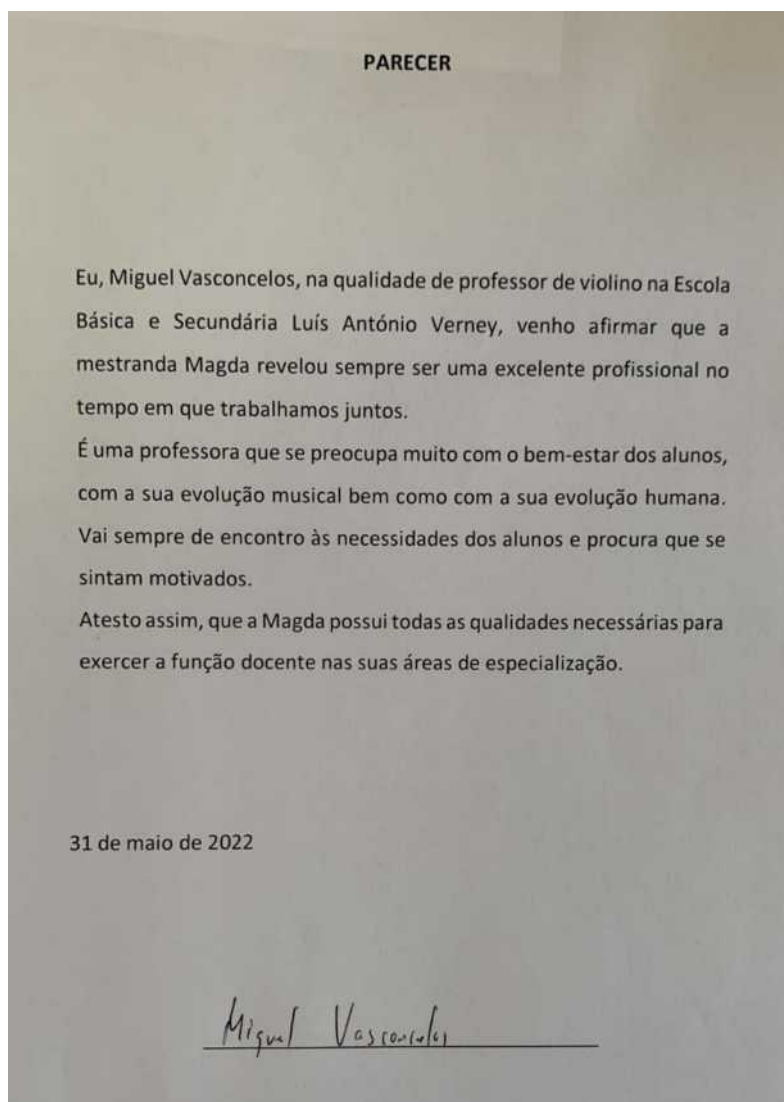 PARECER
Eu, Miguel Vasconcelos, na qualidade de professor de violino na Escola
Básica e Secundária Luís António Verney, venho afirmar que a
mestranda Magda revelou sempre ser uma excelente profissional no
tempo em que trabalhamos juntos.
É uma professora que se preocupa muito com o bem-estar dos alunos,
com a sua evolução musical bem como com a sua evolução humana.
Vai sempre de encontro às necessidades dos alunos e procura que se
sintam motivados.
Atesto assim, que a Magda possui todas as qualidades necessárias para
exercer a função docente nas suas áreas de especialização.
31 de maio de 2022
Miguel Vasconcelos